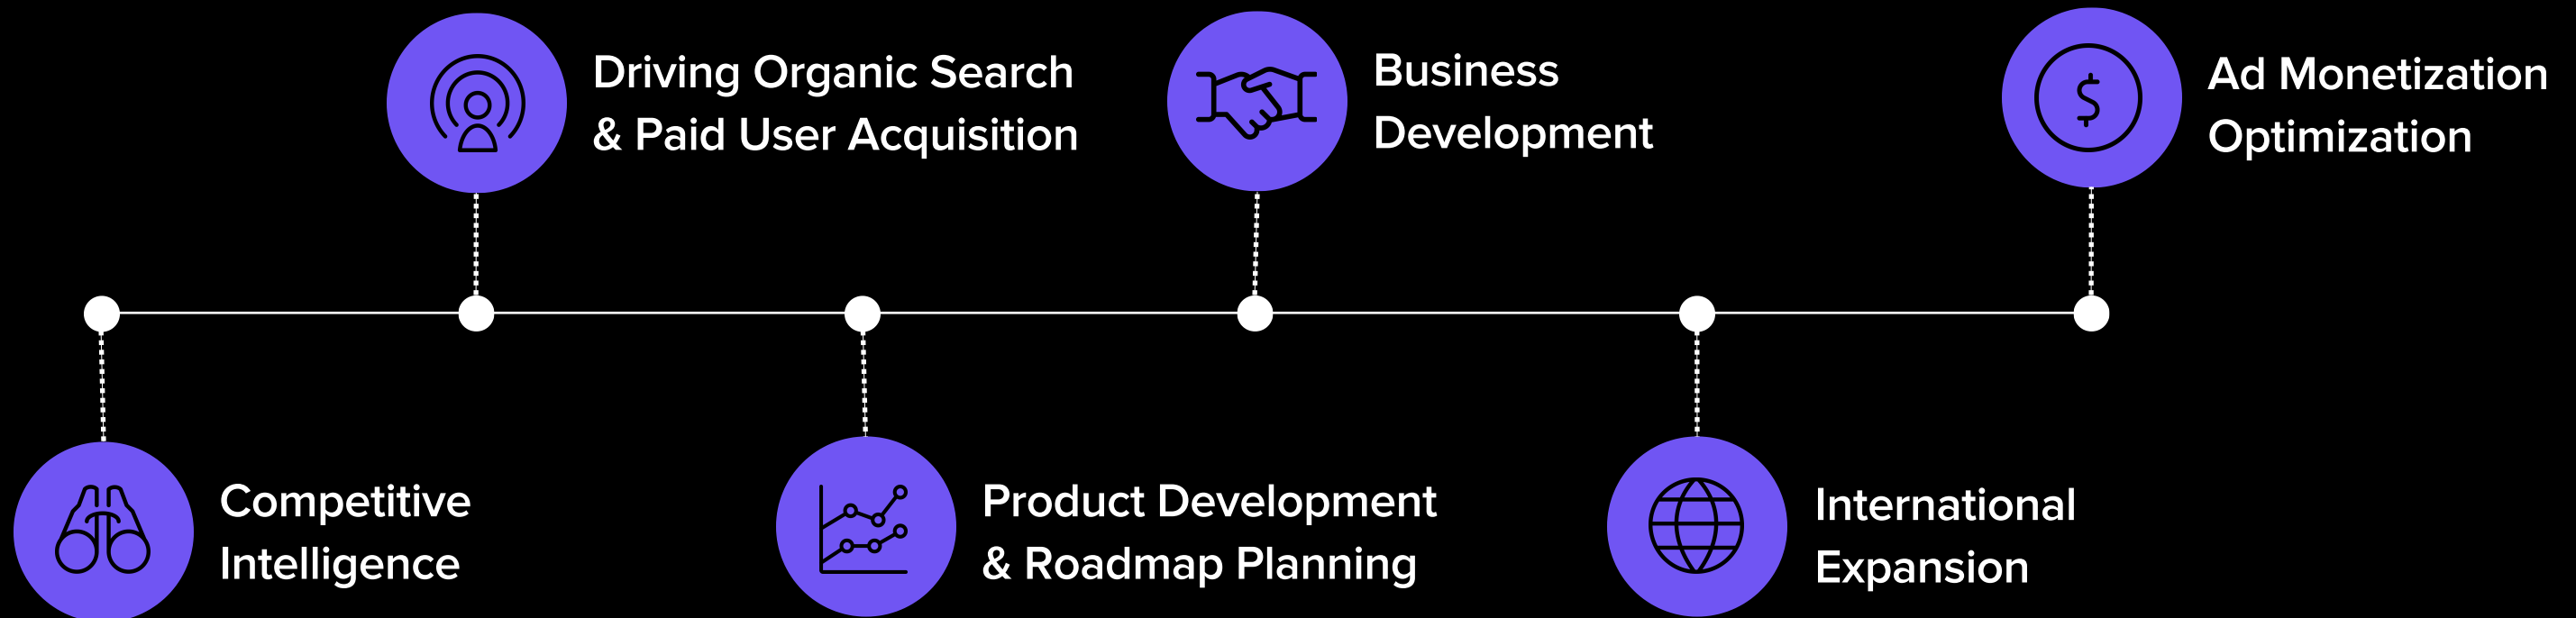 Driving Organic Search
& Paid User Acquisition
Business
Development
Ad Monetization
Optimization
Competitive
Intelligence
Product Development
& Roadmap Planning
International
Expansion